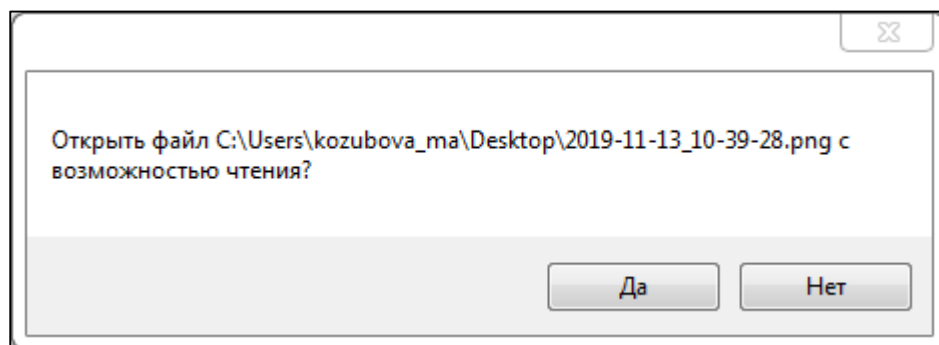 Открыть файл C:\Users\kozubova_ma\Desktop\2019-11-13_10-39-28.png с
возможностью чтения?
Да
Нет